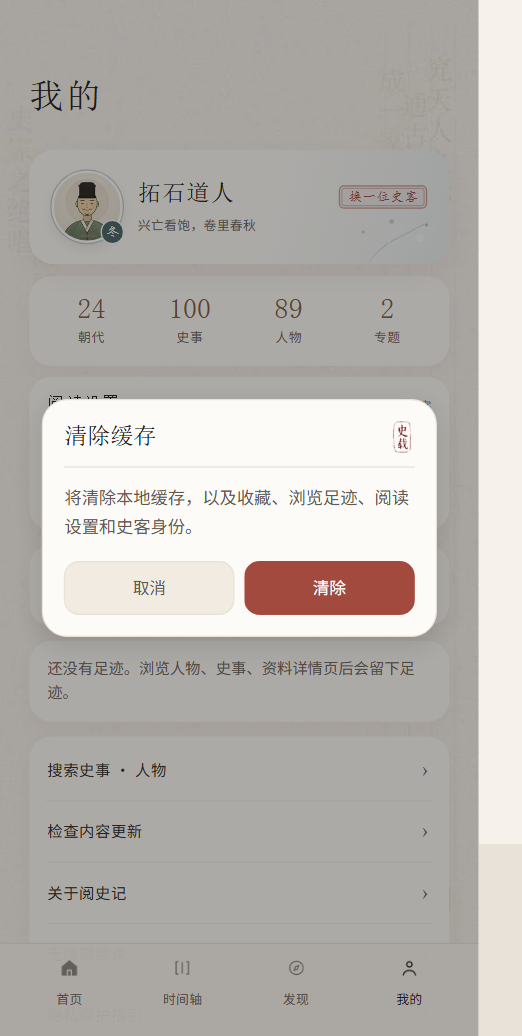 我的
拓石道人
兴亡看饱，卷里春秋
冬
换一位史客
24
100
89
2
朝代
史事
人物
专题
阅读设置
清除缓存
史载
将清除本地缓存，以及收藏、浏览足迹、阅读
设置和史客身份。
取消
清除
还没有足迹。浏览人物、史事、资料详情页后会留下足
迹。
搜索史事 · 人物
检查内容更新
关于阅史记
首页
时间轴
发现
我的